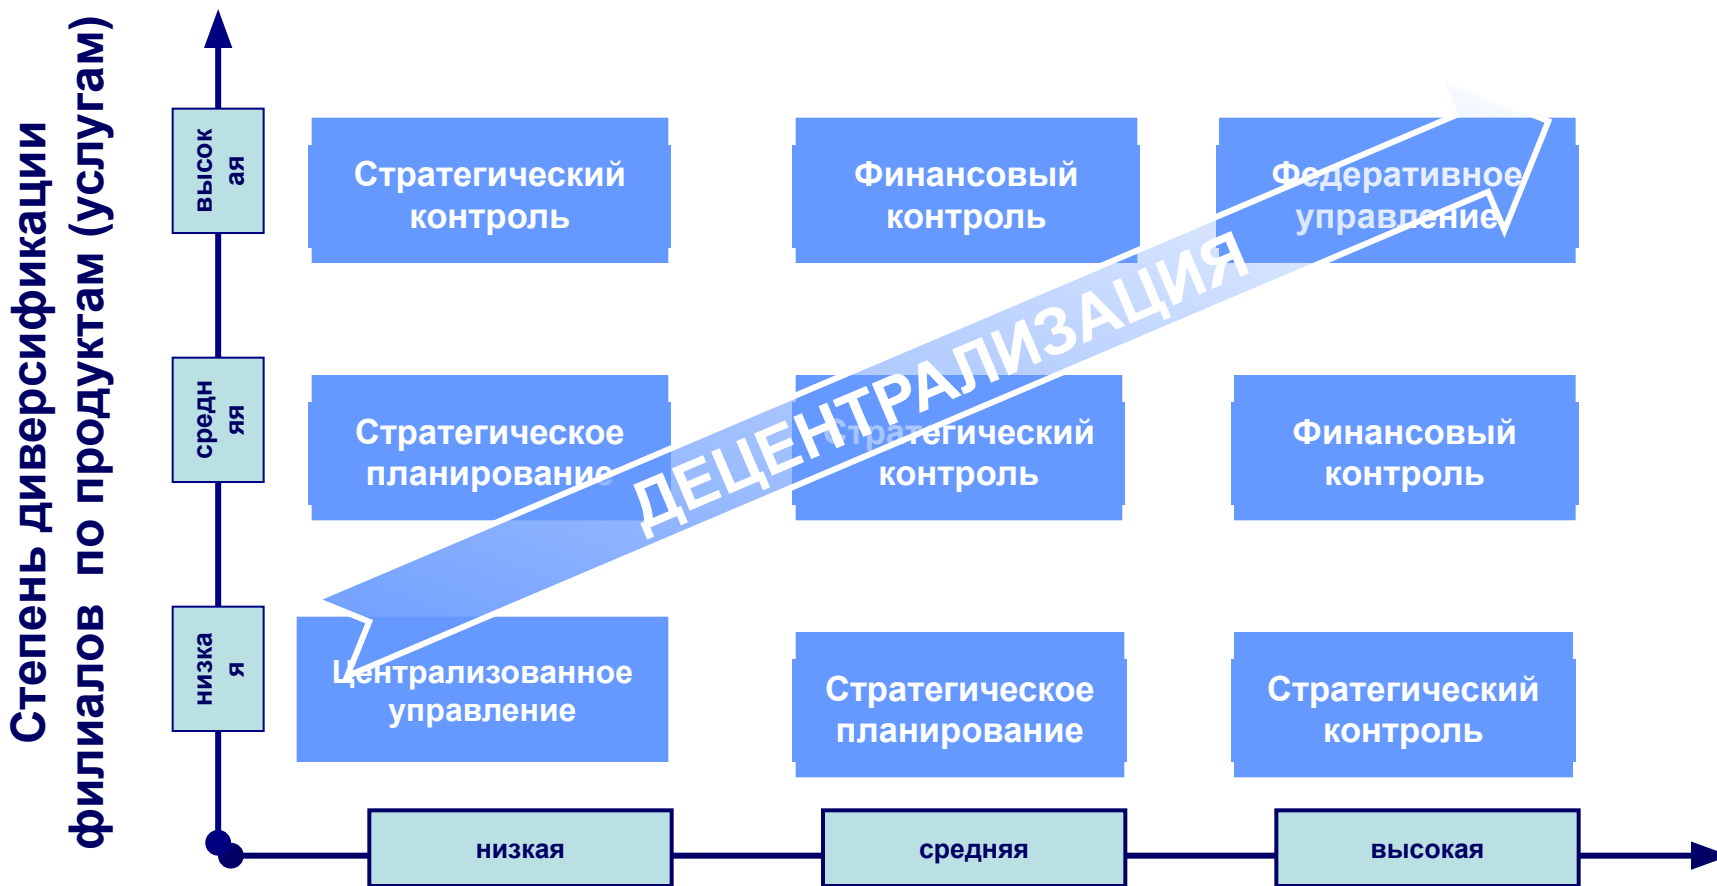 Степень диверсификации
филиалов по продуктам (услугам)
высок
ая
Стратегический
контроль
Финансовый
контроль
Федеративное
управление
ДЕЦЕНТРАЛИЗАЦИЯ
средн
яя
Стратегическое
планирование
Стратегический
контроль
Финансовый
контроль
низка
я
Централизованное
управление
Стратегическое
планирование
Стратегический
контроль
низкая
средняя
высокая